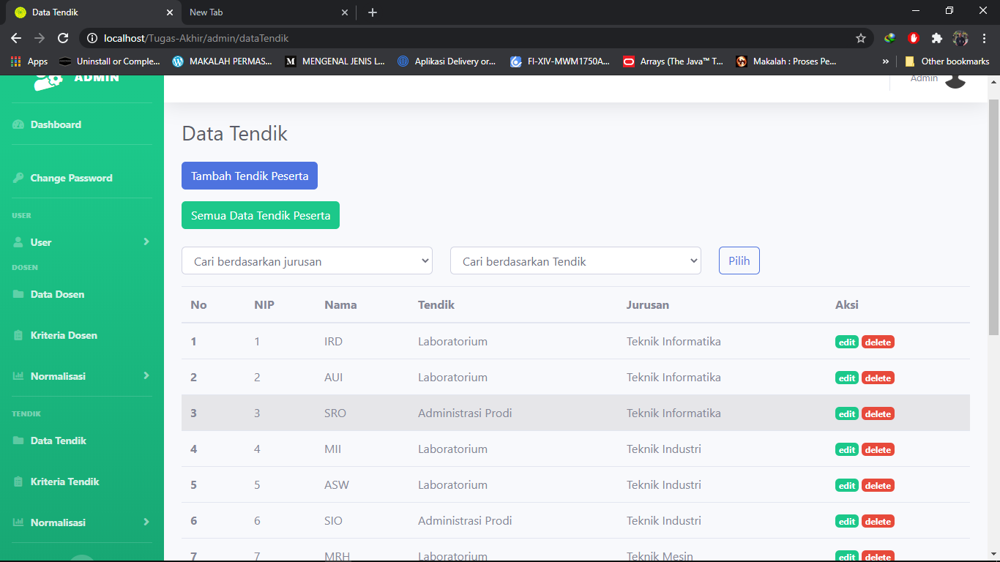 Data Tendik
New Tab
localhost/Tugas-Akhir/admin/dataTendik
Apps
Uninstall or Comple...
MAKALAH PERMAS...
MENGENAL JENIS L...
Aplikasi Delivery or...
FI-XIV-MWM1750A...
Arrays (The Java™ T...
Makalah : Proses Pe...
»
Other bookmarks
ADMIN
Admin
Dashboard
Change Password
USER
User
DOSEN
Data Dosen
Kriteria Dosen
Normalisasi
TENDIK
Data Tendik
Kriteria Tendik
Normalisasi
Data Tendik
Tambah Tendik Peserta
Semua Data Tendik Peserta
Cari berdasarkan jurusan Cari berdasarkan Tendik Pilih
No NIP Nama Tendik Jurusan Aksi
1 1 IRD Laboratorium Teknik Informatika edit delete
2 2 AUI Laboratorium Teknik Informatika edit delete
3 3 SRO Administrasi Prodi Teknik Informatika edit delete
4 4 MII Laboratorium Teknik Industri edit delete
5 5 ASW Laboratorium Teknik Industri edit delete
6 6 SIO Administrasi Prodi Teknik Industri edit delete
7 7 MRH Laboratorium Teknik Mesin edit delete